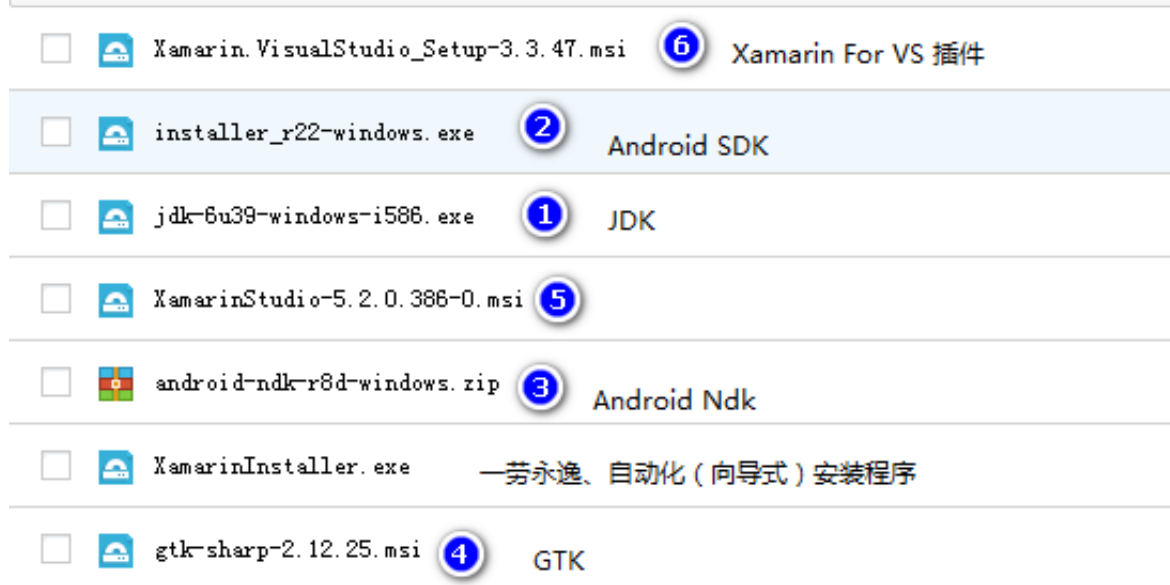 Xamarin.VisualStudio_Setup-3.3.47.msi 6 Xamarin For VS 插件
installer_r22-windows.exe 2 Android SDK
jdk-6u39-windows-i586.exe 1 JDK
XamarinStudio-5.2.0.386-0.msi 5
android-ndk-r8d-windows.zip 3 Android Ndk
XamarinInstaller.exe 一劳永逸、自动化（向导式）安装程序
gtk-sharp-2.12.25.msi 4 GTK